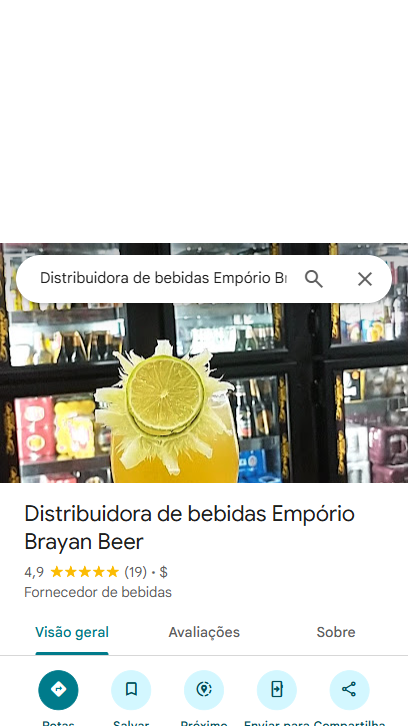 Distribuidora de bebidas Empório Br
Distribuidora de bebidas Empório
Brayan Beer
4,9 ★★★★★ (19) • $
Fornecedor de bebidas
Visão geral Avaliações Sobre
Rotas Salvar Próximo Enviar para Compartilha